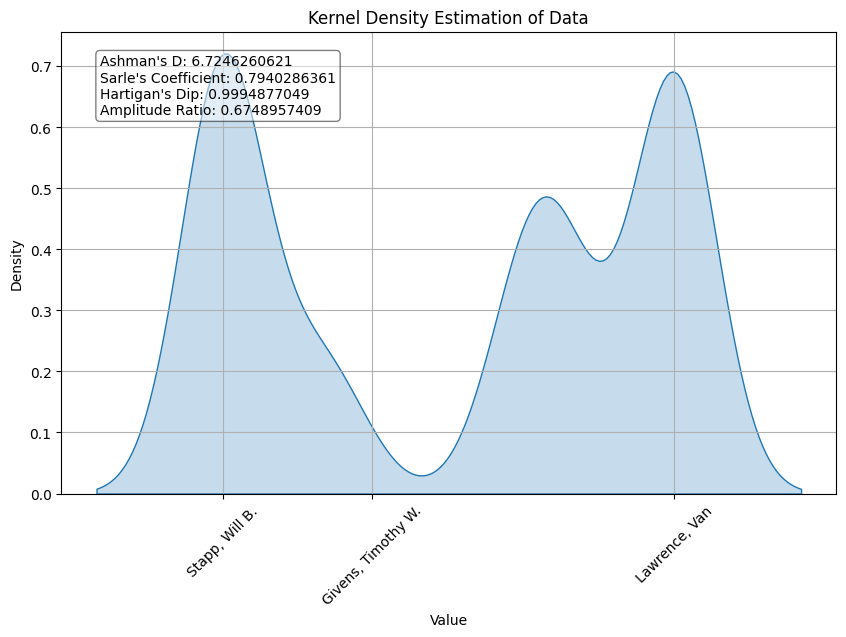 Kernel Density Estimation of Data
Ashman's D: 6.7246260621
Sarle's Coefficient: 0.7940286361
Hartigan's Dip: 0.9994877049
Amplitude Ratio: 0.6748957409
Density
0.7
0.6
0.5
0.4
0.3
0.2
0.1
0.0
Stapp, Will B.
Givens, Timothy W.
Lawrence, Van
Value